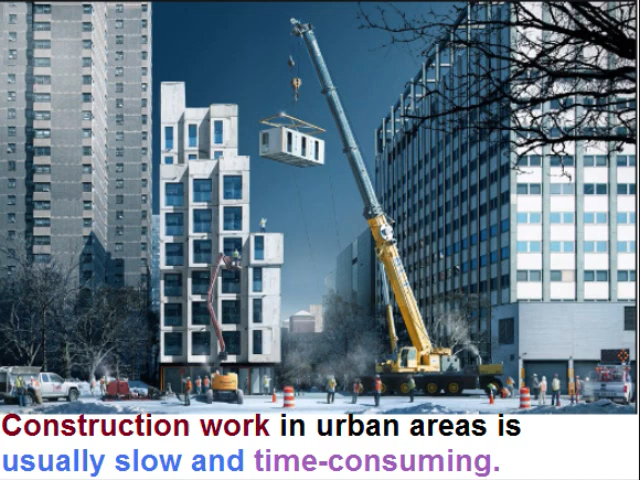 Construction work in urban areas is
usually slow and time-consuming.